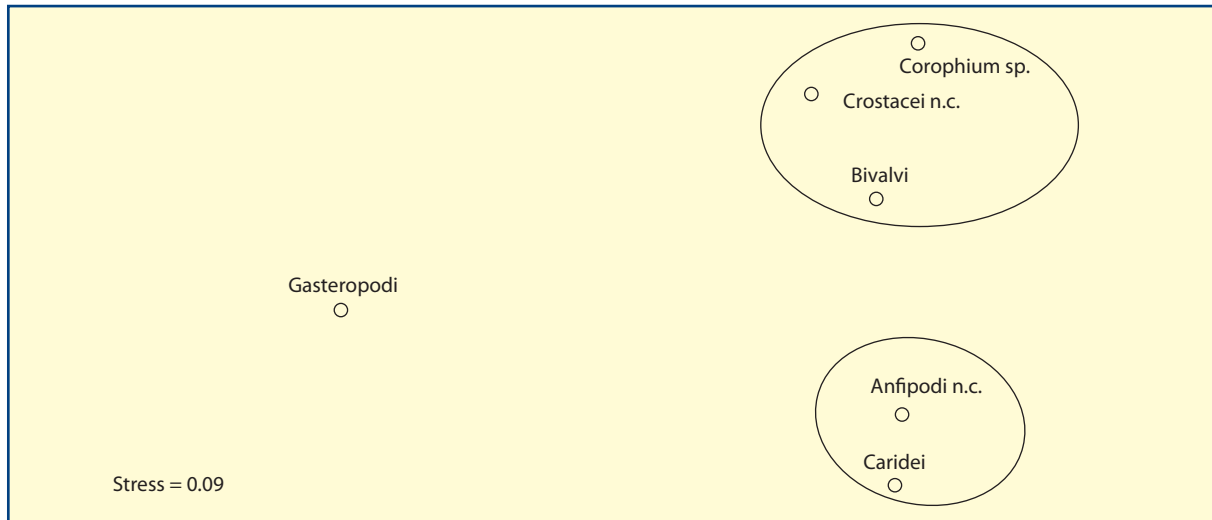 Corophium sp.
Crostacei n.c.
Bivalvi
Gasteropodi
Anfipodi n.c.
Caridei
Stress = 0.09